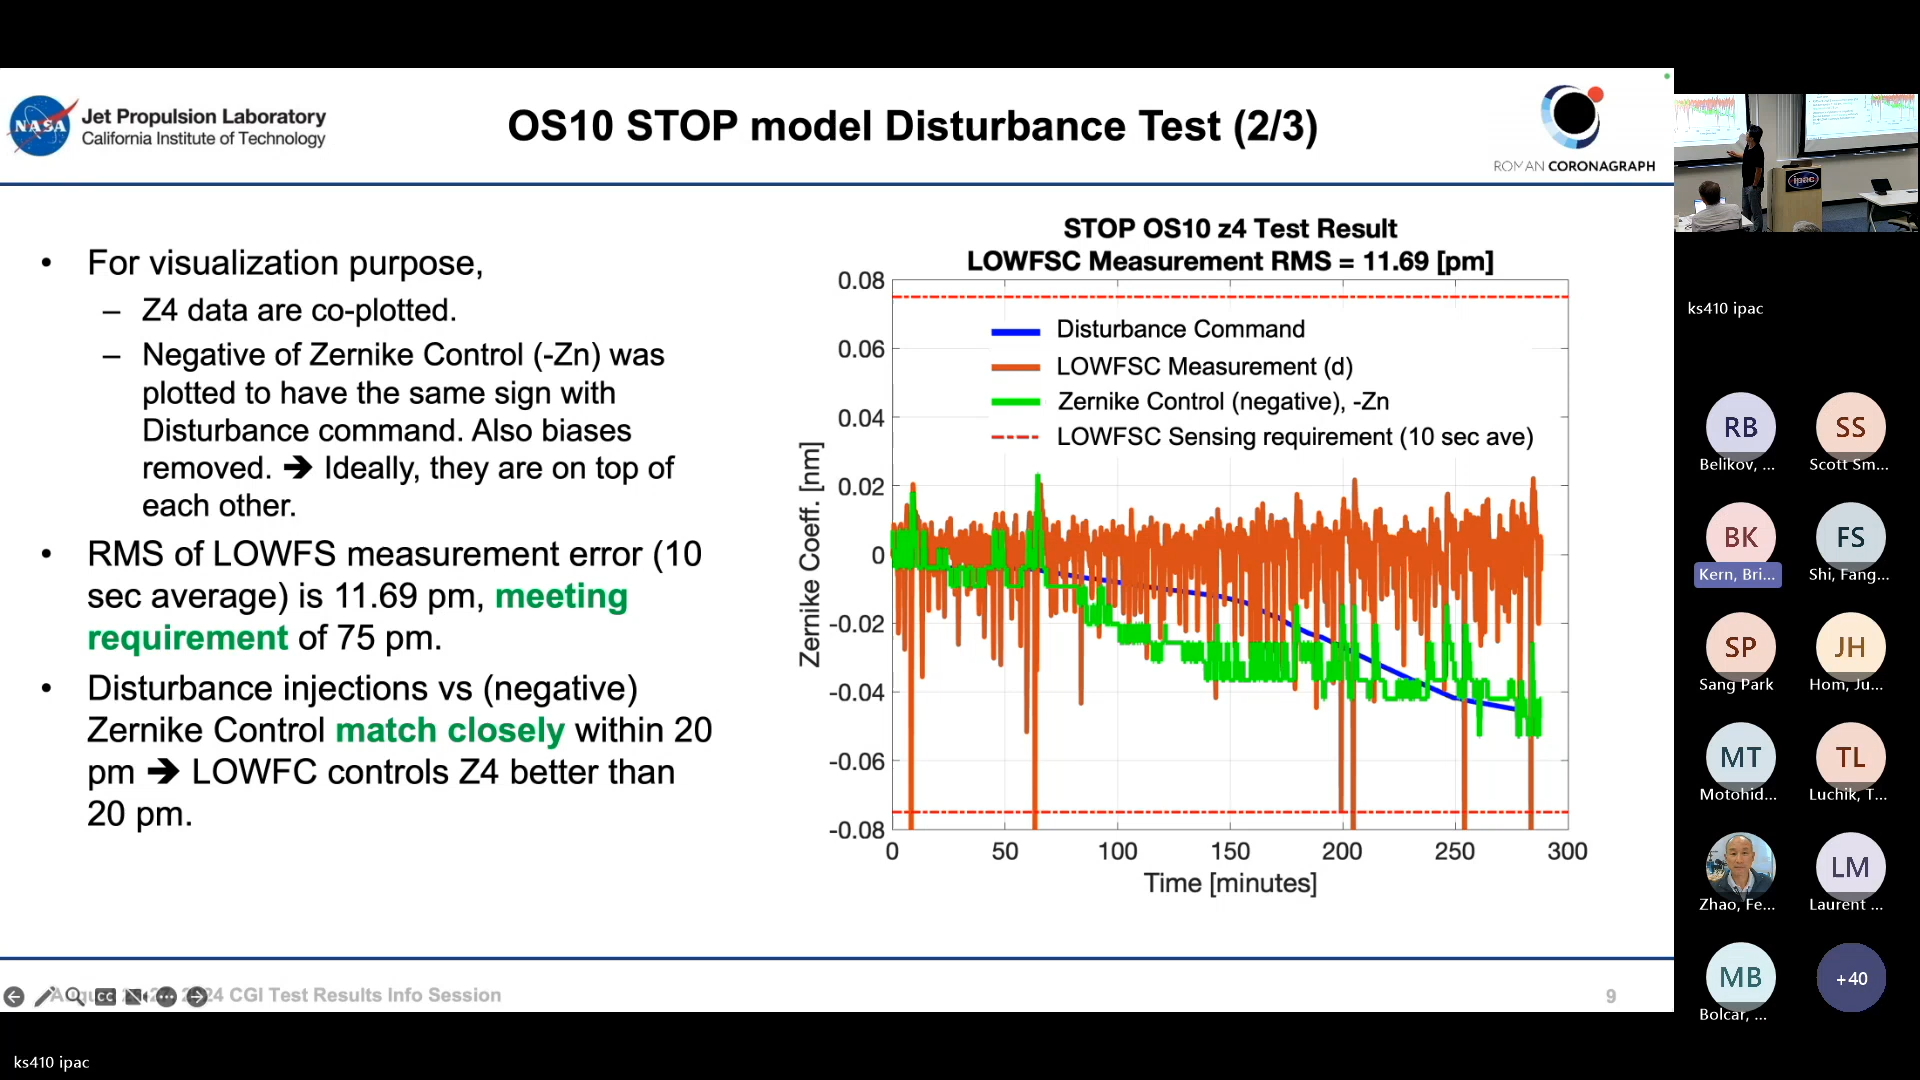 NASA
Jet Propulsion Laboratory
California Institute of Technology
OS10 STOP model Disturbance Test (2/3)
ROMAN CORONAGRAPH
• For visualization purpose,
– Z4 data are co-plotted.
– Negative of Zernike Control (-Zn) was
plotted to have the same sign with
Disturbance command. Also biases
removed. ➔ Ideally, they are on top of
each other.
• RMS of LOWFS measurement error (10
sec average) is 11.69 pm, meeting
requirement of 75 pm.
• Disturbance injections vs (negative)
Zernike Control match closely within 20
pm ➔ LOWFC controls Z4 better than
20 pm.
STOP OS10 z4 Test Result
LOWFSC Measurement RMS = 11.69 [pm]
Disturbance Command
LOWFSC Measurement (d)
Zernike Control (negative), -Zn
LOWFSC Sensing requirement (10 sec ave)
Zernike Coeff. [nm]
0.08
0.06
0.04
0.02
0
-0.02
-0.04
-0.06
-0.08
0 50 100 150 200 250 300
Time [minutes]
24 CGI Test Results Info Session
9
CC
ks410 ipac
ipac
ks410 ipac
RB SS
Belikov, ... Scott Sm...
BK FS
Kern, Bri... Shi, Fang...
SP JH
Sang Park Hom, Ju...
MT TL
Motohid... Luchik, T...
LM
Zhao, Fe... Laurent ...
MB +40
Bolcar, ...